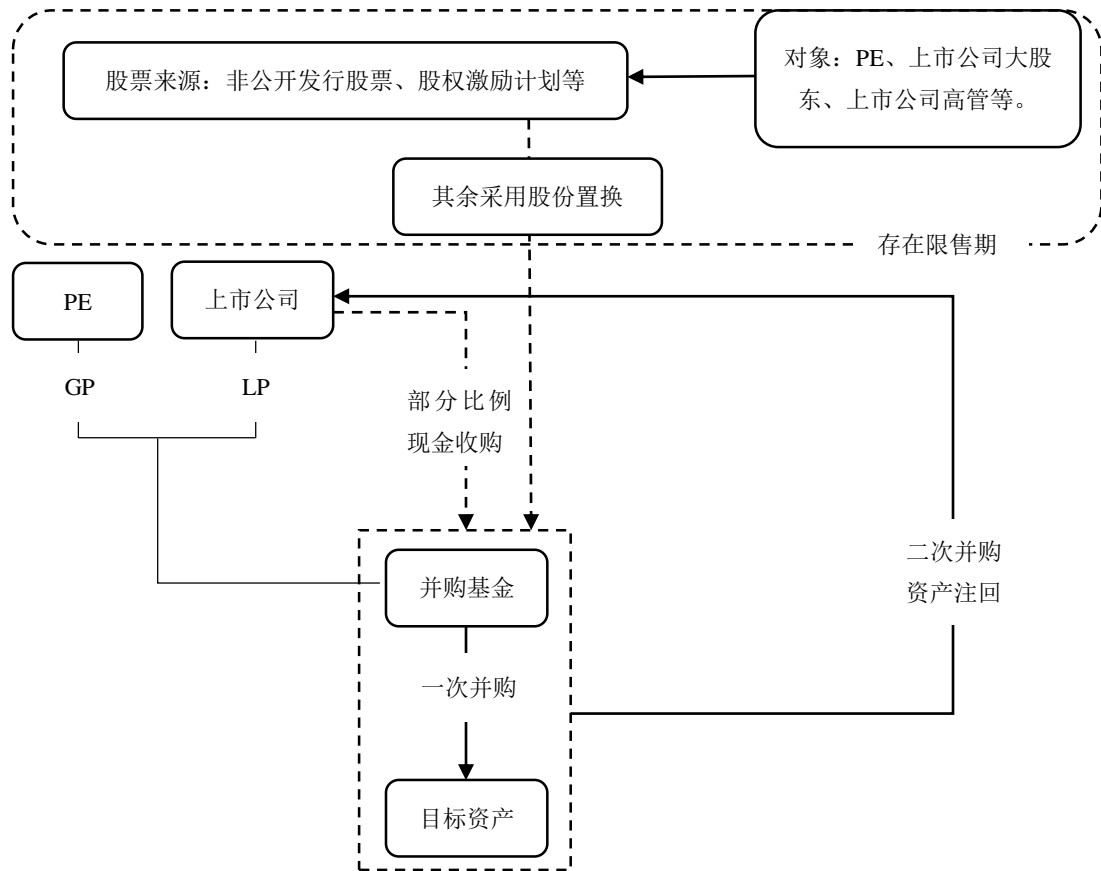 股票来源：非公开发行股票、股权激励计划等
对象：PE、上市公司大股
东、上市公司高管等。
其余采用股份置换
存在限售期
PE
上市公司
GP
LP
部分比例
现金收购
并购基金
二次并购
资产注回
一次并购
目标资产